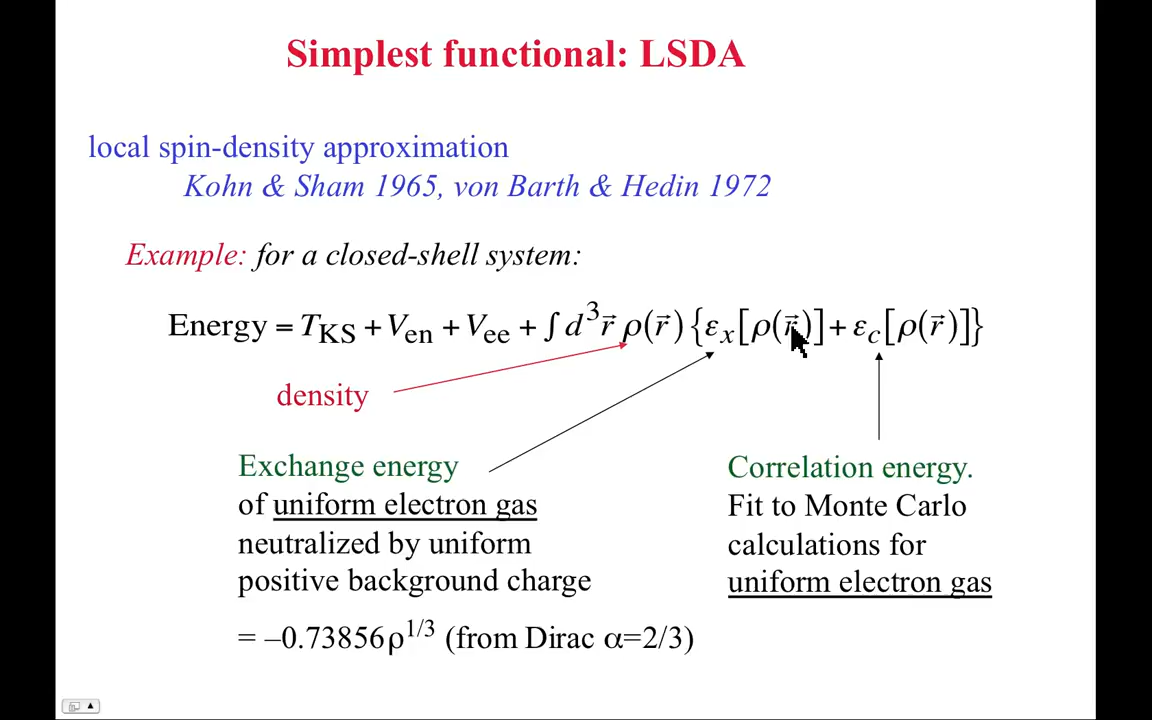 Simplest functional: LSDA
local spin-density approximation
Kohn & Sham 1965, von Barth & Hedin 1972
Example: for a closed-shell system:
Energy = T_KS + V_en + V_ee + ∫ d³r⃗ ρ(r⃗) {ε_x[ρ(r⃗)] + ε_c[ρ(r⃗)]}
density
Exchange energy
of uniform electron gas
neutralized by uniform
positive background charge
= –0.73856ρ^1/3 (from Dirac α=2/3)
Correlation energy.
Fit to Monte Carlo
calculations for
uniform electron gas